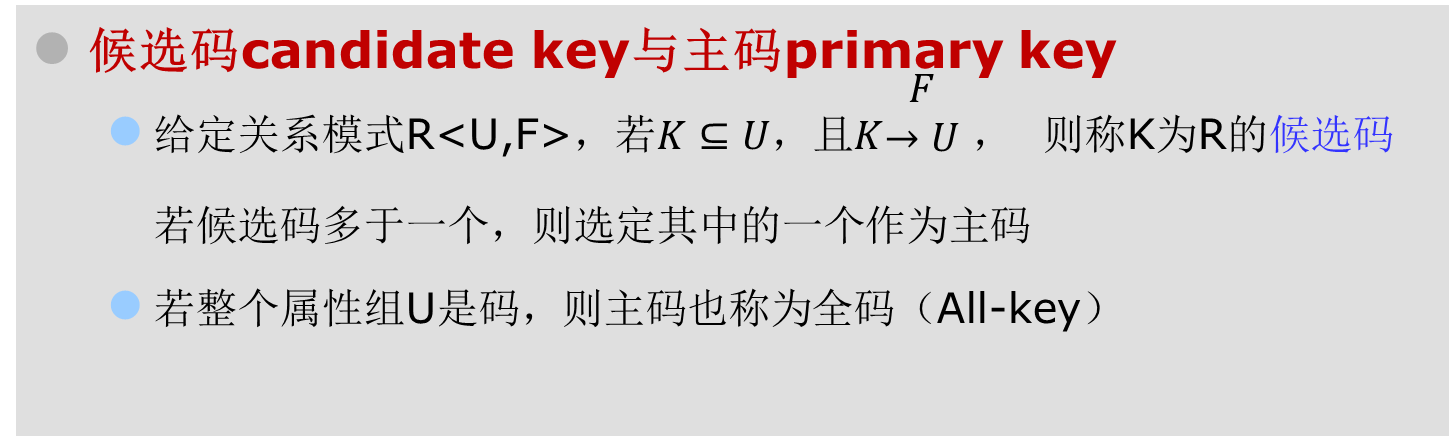 候选码candidate key与主码primary key
F
给定关系模式R<U,F>，若K ⊆ U，且K→ U ， 则称K为R的候选码
若候选码多于一个，则选定其中的一个作为主码
若整个属性组U是码，则主码也称为全码（All-key）